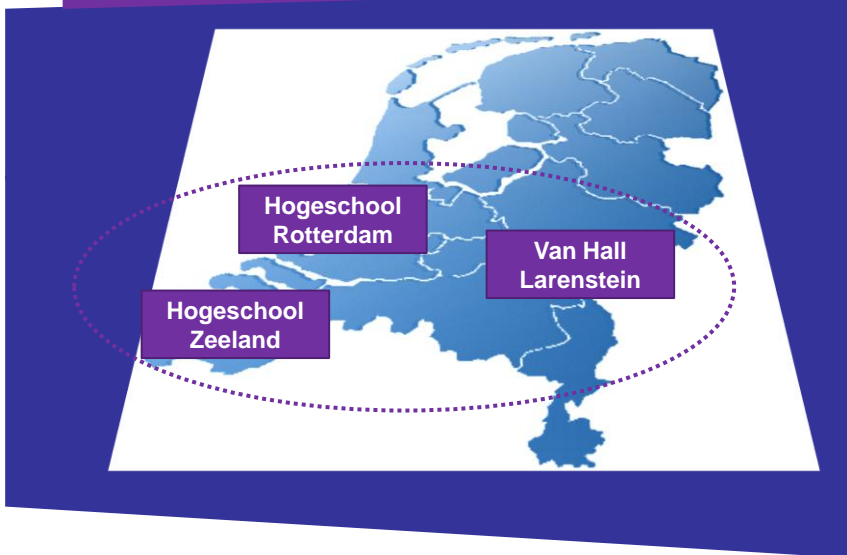 Hogeschool
Rotterdam
Van Hall
Larenstein
Hogeschool
Zeeland